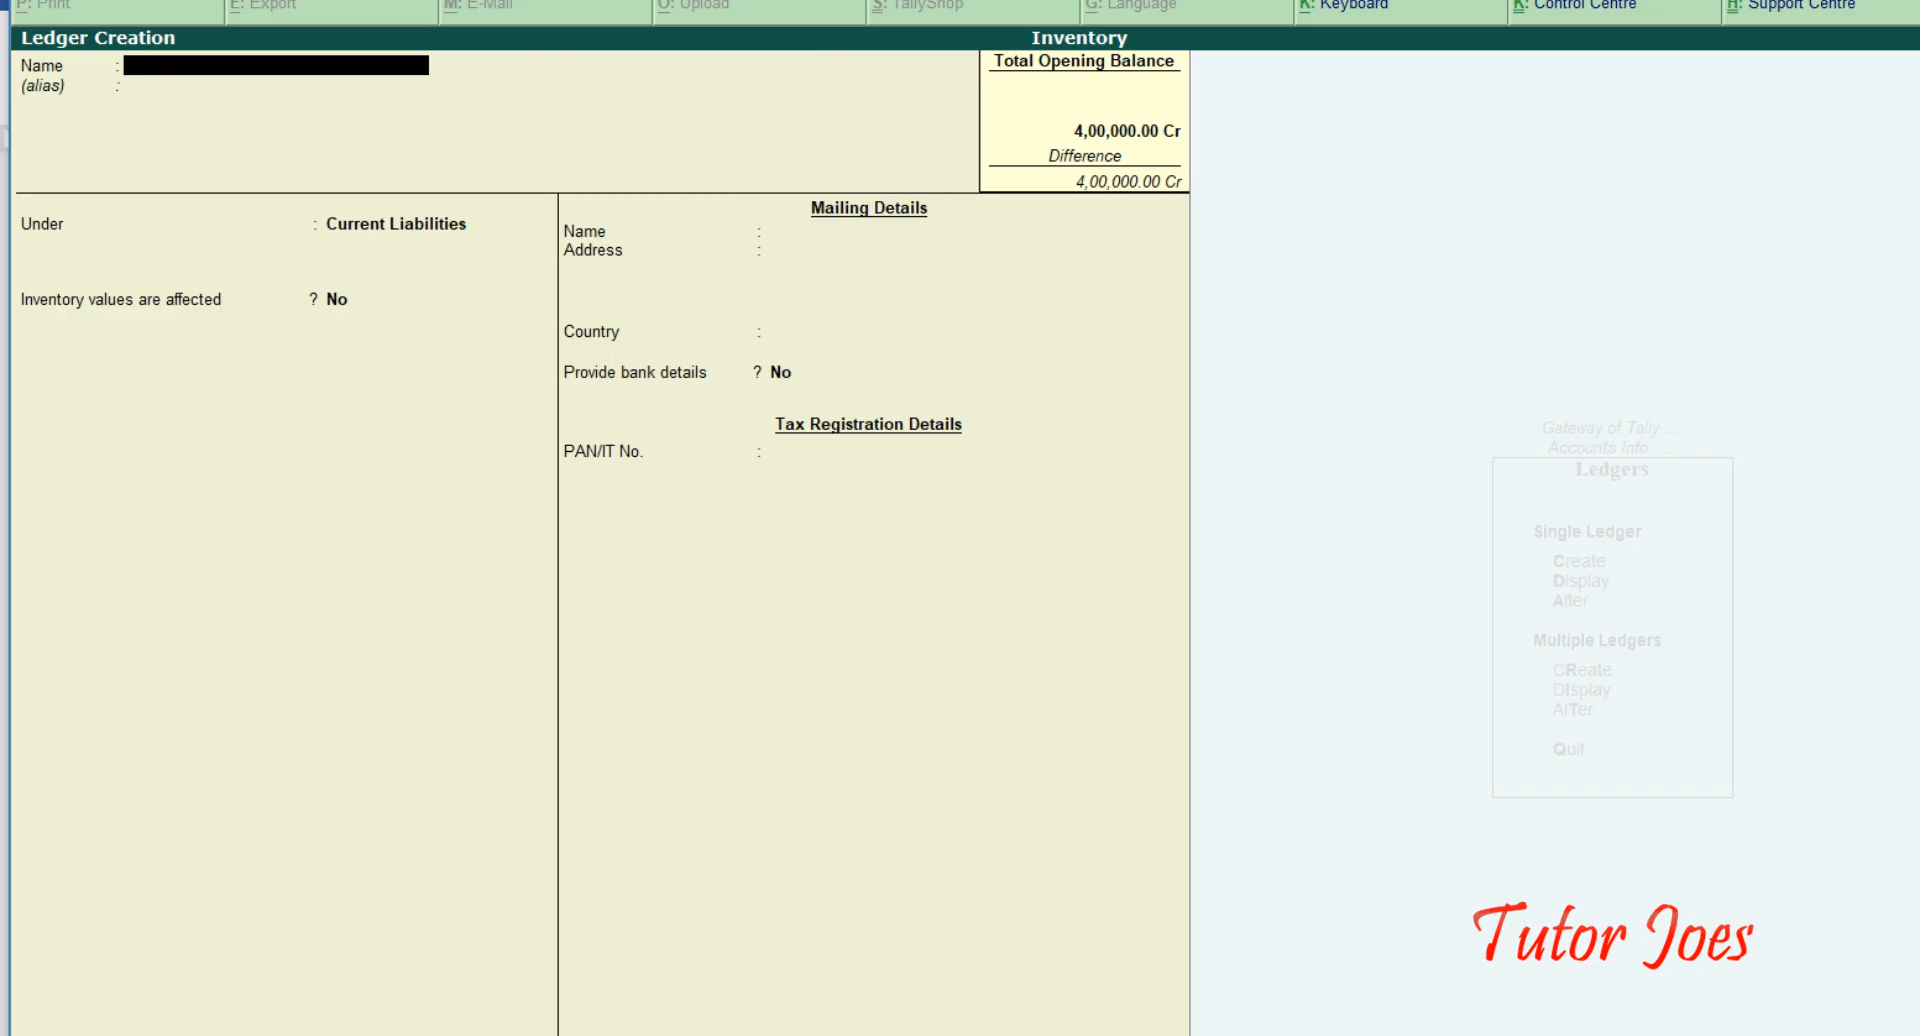 P: Print E: Export M: E-Mail O: Upload S: TallyShop G: Language K: Keyboard K: Control Centre H: Support Centre
Ledger Creation Inventory
Name :
(alias) :
Total Opening Balance
4,00,000.00 Cr
Difference
4,00,000.00 Cr
Under : Current Liabilities
Inventory values are affected ? No
Mailing Details
Name :
Address :
Country :
Provide bank details ? No
Tax Registration Details
PAN/IT No. :
Gateway of Tally ...
Accounts Info. ....
Ledgers
Single Ledger
Create
Display
Alter
Multiple Ledgers
CReate
DIsplay
AlTer
Quit
Tutor Joes